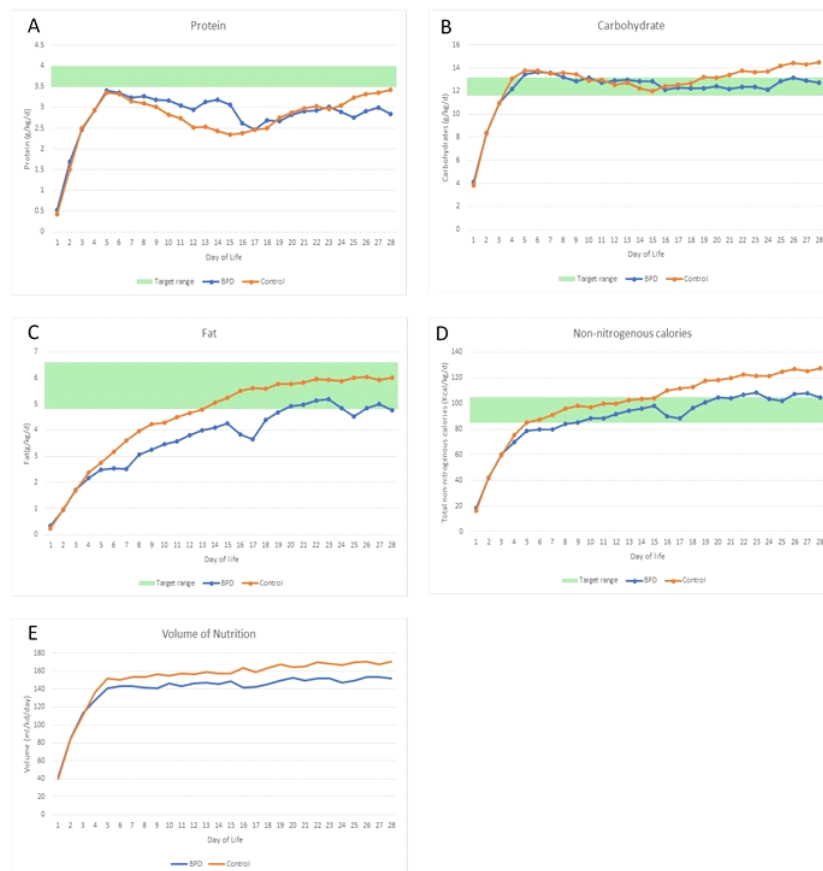 A
Protein
Protein (g/kg/d)
4.5
4
3.5
3
2.5
2
1.5
1
0.5
0
1 2 3 4 5 6 7 8 9 10 11 12 13 14 15 16 17 18 19 20 21 22 23 24 25 26 27 28
Day of Life
Target range BPD Control
B
Carbohydrate
Carbohydrates (g/kg/d)
16
14
12
10
8
6
4
2
0
1 2 3 4 5 6 7 8 9 10 11 12 13 14 15 16 17 18 19 20 21 22 23 24 25 26 27 28
Day of Life
Target range BPD Control
C
Fat
Fat(g/kg/d)
7
6
5
4
3
2
1
0
1 2 3 4 5 6 7 8 9 10 11 12 13 14 15 16 17 18 19 20 21 22 23 24 25 26 27 28
Day of life
Target range BPD Control
D
Non-nitrogenous calories
Total non-nitrogenous calories (Kcal/kg/d)
140
120
100
80
60
40
20
0
1 2 3 4 5 6 7 8 9 10 11 12 13 14 15 16 17 18 19 20 21 22 23 24 25 26 27 28
Day of life
Target range BPD Control
E
Volume of Nutrition
Volume (ml/kd/day)
180
160
140
120
100
80
60
40
20
0
1 2 3 4 5 6 7 8 9 10 11 12 13 14 15 16 17 18 19 20 21 22 23 24 25 26 27 28
Day of Life
BPD Control